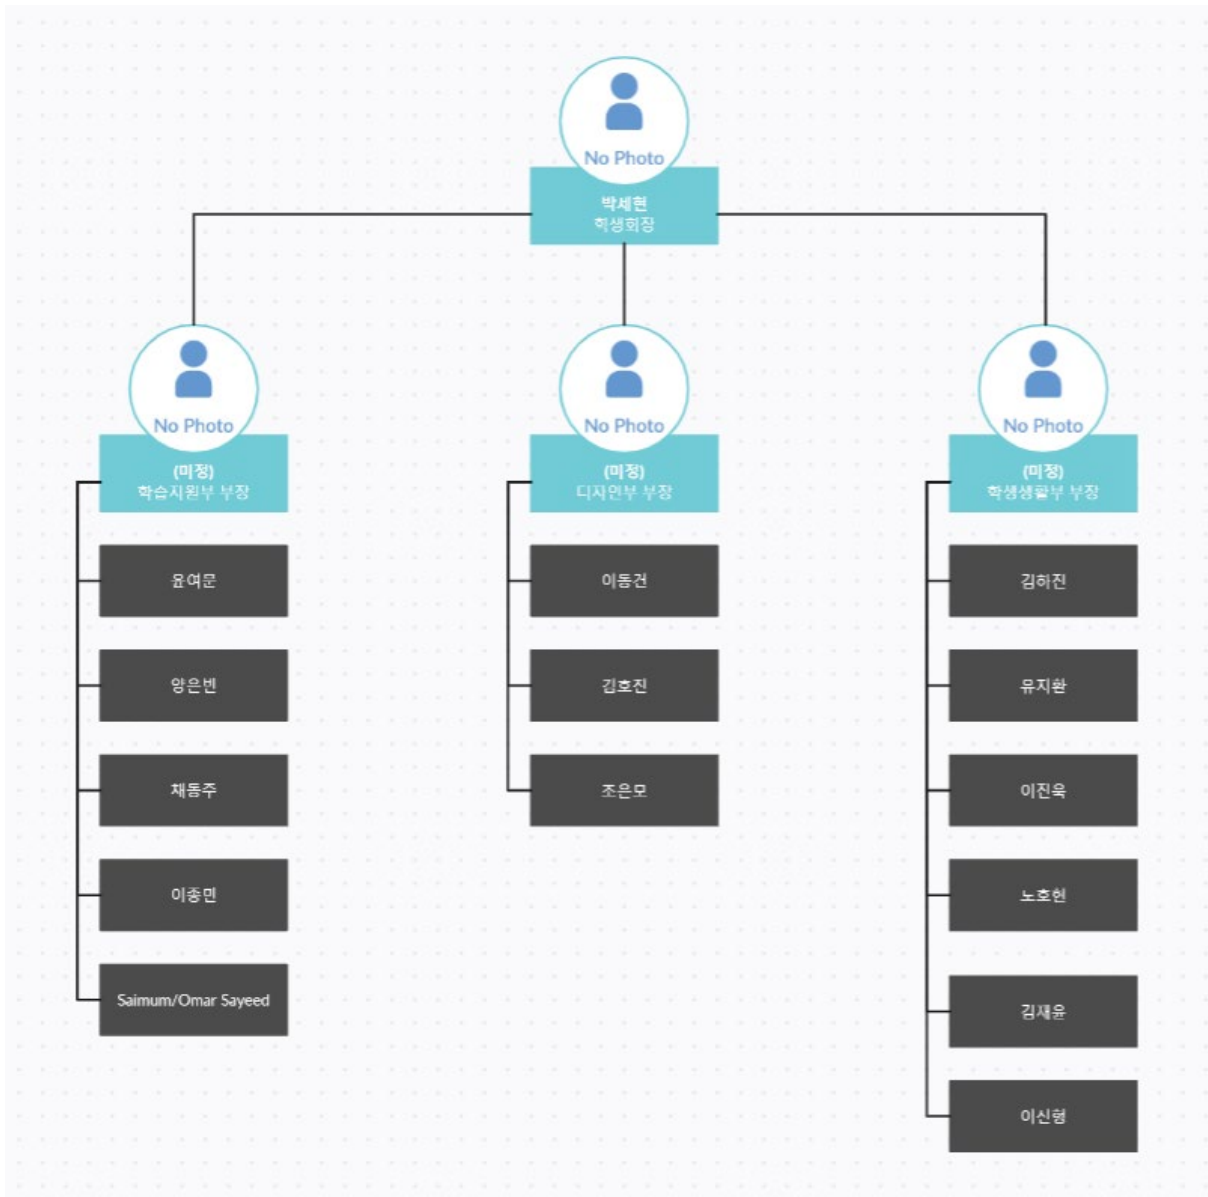 No Photo
박세현
학생회장
No Photo
(미정)
학습지원부 부장
윤여문
양은빈
채동주
이종민
Saimum/Omar Sayeed
No Photo
(미정)
디자인부 부장
이동건
김호진
조은모
No Photo
(미정)
학생생활부 부장
김하진
유지환
이진욱
노호현
김재윤
이신형